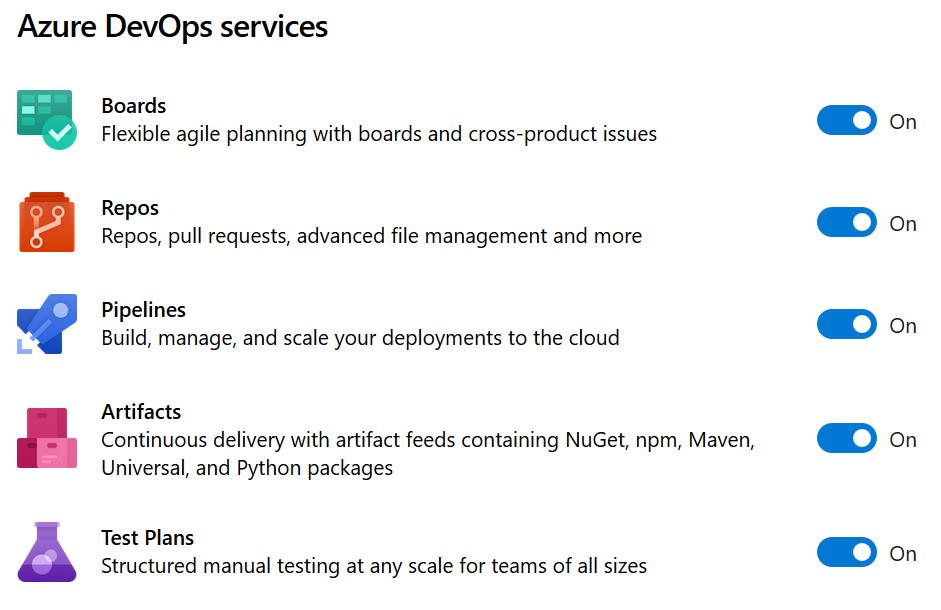 Azure DevOps services
Boards
Flexible agile planning with boards and cross-product issues
On
Repos
Repos, pull requests, advanced file management and more
On
Pipelines
Build, manage, and scale your deployments to the cloud
On
Artifacts
Continuous delivery with artifact feeds containing NuGet, npm, Maven,
Universal, and Python packages
On
Test Plans
Structured manual testing at any scale for teams of all sizes
On